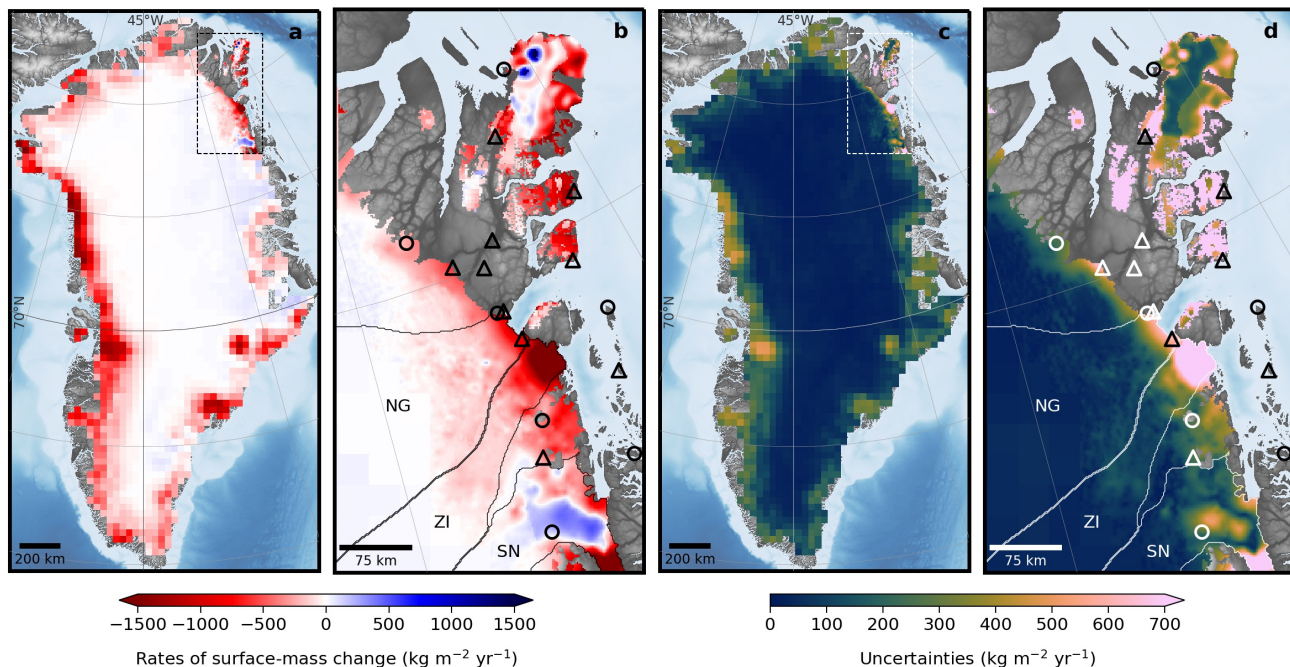 45°W
a
70°N
200 km
b
NG
ZI
SN
75 km
45°W
c
70°N
200 km
d
NG
ZI
SN
75 km
−1500 −1000 −500 0 500 1000 1500
Rates of surface-mass change (kg m⁻² yr⁻¹)
0 100 200 300 400 500 600 700
Uncertainties (kg m⁻² yr⁻¹)